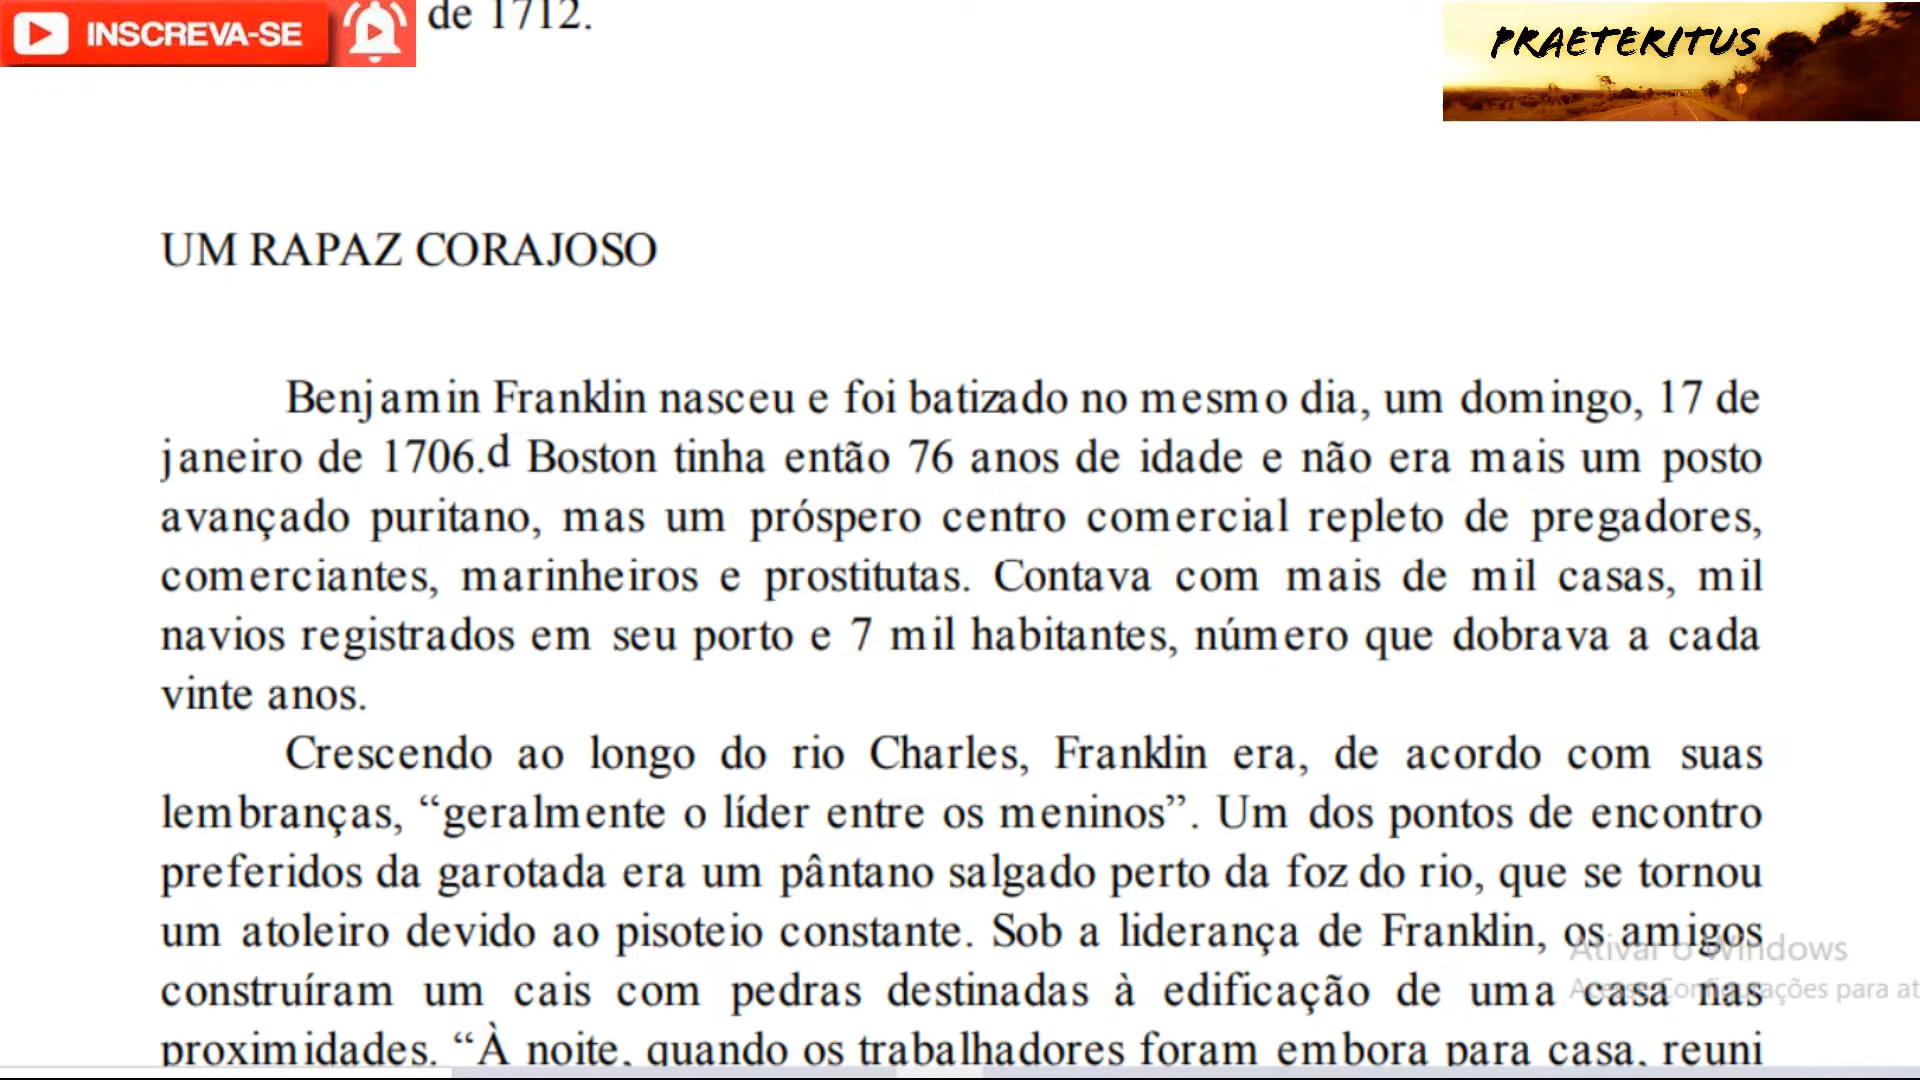 INSCREVA-SE
de 1712.
PRAETERITUS
UM RAPAZ CORAJOSO
Benjamin Franklin nasceu e foi batizado no mesmo dia, um domingo, 17 de
janeiro de 1706.d Boston tinha então 76 anos de idade e não era mais um posto
avançado puritano, mas um próspero centro comercial repleto de pregadores,
comerciantes, marinheiros e prostitutas. Contava com mais de mil casas, mil
navios registrados em seu porto e 7 mil habitantes, número que dobrava a cada
vinte anos.
Crescendo ao longo do rio Charles, Franklin era, de acordo com suas
lembranças, “geralmente o líder entre os meninos”. Um dos pontos de encontro
preferidos da garotada era um pântano salgado perto da foz do rio, que se tornou
um atoleiro devido ao pisoteio constante. Sob a liderança de Franklin, os amigos
Ativar o Windows
construíram um cais com pedras destinadas à edificação de uma casa nas
Acesse Configurações para at
proximidades. “À noite, quando os trabalhadores foram embora para casa, reuni